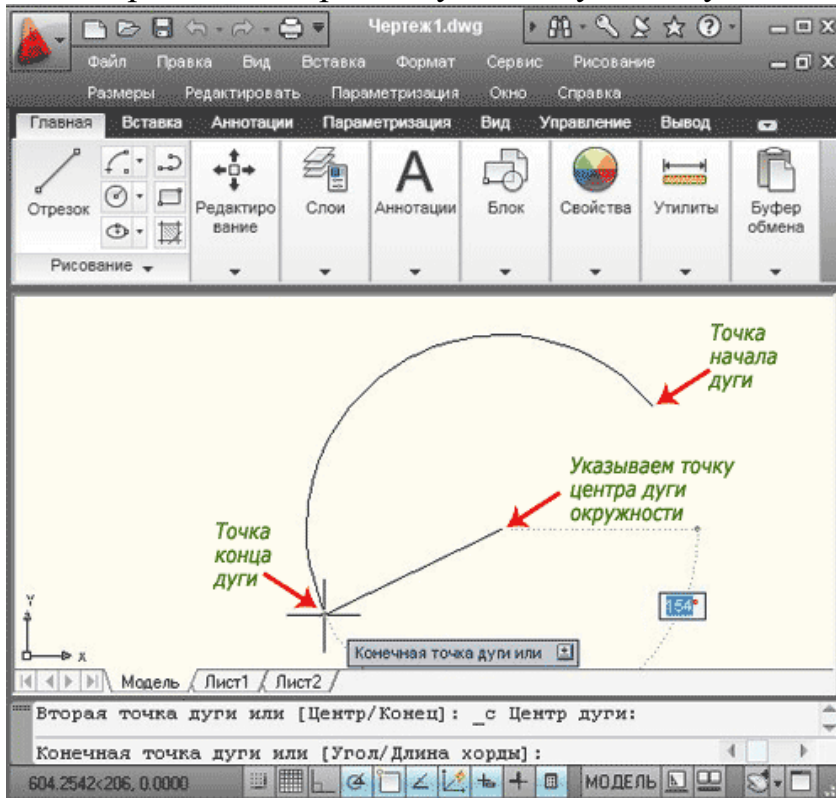 Чертеж1.dwg
Файл Правка Вид Вставка Формат Сервис Рисование
Размеры Редактировать Параметризация Окно Справка
Главная Вставка Аннотации Параметризация Вид Управление Вывод
Отрезок
Редактиро
вание
Слои
Аннотации
Блок
Свойства
Утилиты
Буфер
обмена
Рисование
Точка
начала
дуги
Указываем точку
центра дуги
окружности
Точка
конца
дуги
154°
Y
X
Конечная точка дуги или
Модель Лист1 Лист2
Вторая точка дуги или [Центр/Конец]: _c Центр дуги:
Конечная точка дуги или [Угол/Длина хорды]:
604.2542<206, 0.0000 МОДЕЛЬ